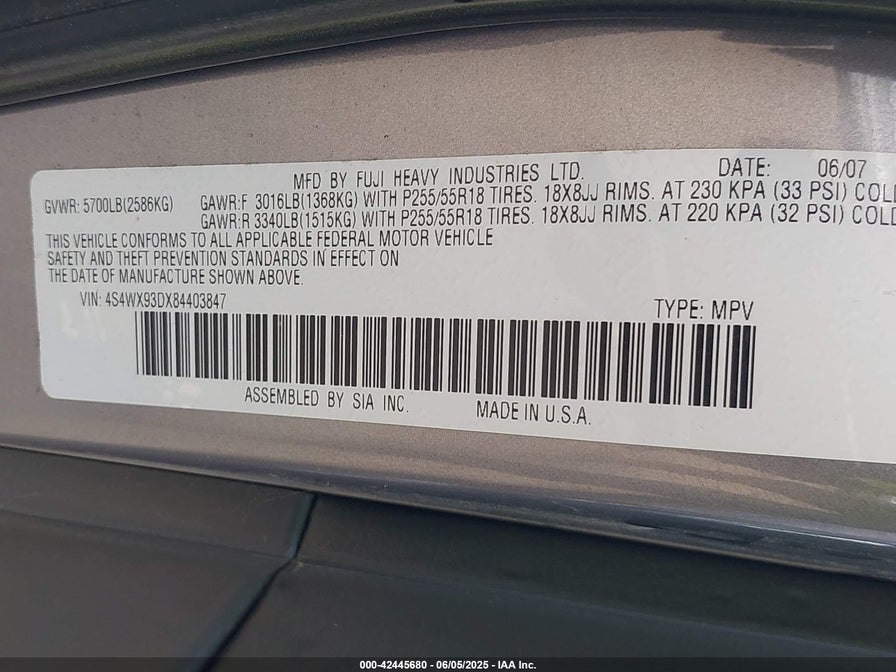 MFD BY FUJI HEAVY INDUSTRIES LTD. DATE: 06/07
GVWR: 5700LB(2586KG) GAWR:F 3016LB(1368KG) WITH P255/55R18 TIRES. 18X8JJ RIMS. AT 230 KPA (33 PSI) COLD
GAWR:R 3340LB(1515KG) WITH P255/55R18 TIRES. 18X8JJ RIMS. AT 220 KPA (32 PSI) COLD
THIS VEHICLE CONFORMS TO ALL APPLICABLE FEDERAL MOTOR VEHICLE
SAFETY AND THEFT PREVENTION STANDARDS IN EFFECT ON
THE DATE OF MANUFACTURE SHOWN ABOVE.
VIN: 4S4WX93DX84403847 TYPE: MPV
ASSEMBLED BY SIA INC. MADE IN U.S.A.
000-42445680 - 06/05/2025 - IAA Inc.